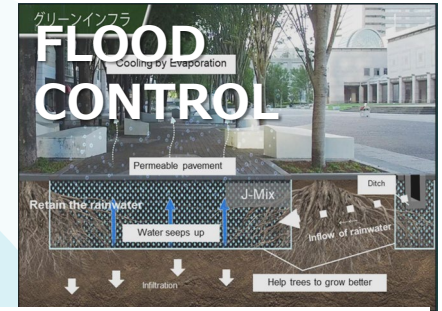 グリーンインフラ
FLOOD
Cooling by Evaporation
CONTROL
Permeable pavement
J-Mix
Ditch
Retain the rainwater
Water seeps up
Inflow of rainwater
Infiltration
Help trees to grow better